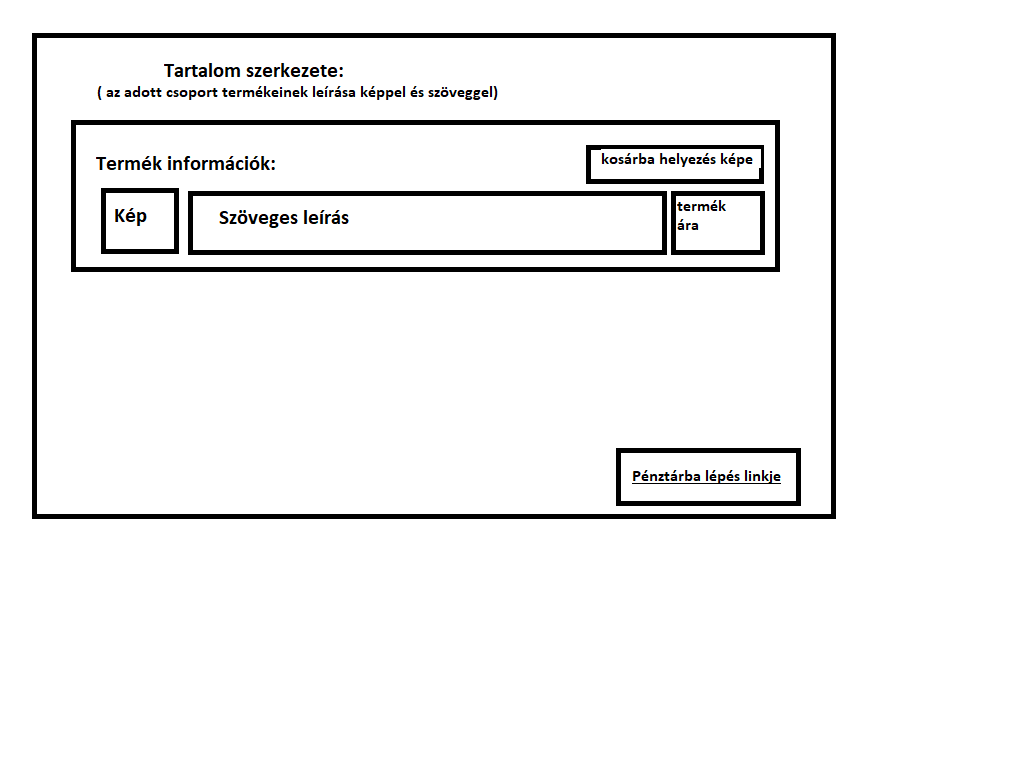 Tartalom szerkezete:
( az adott csoport termékeinek leírása képpel és szöveggel)
Termék információk:
kosárba helyezés képe
Kép
Szöveges leírás
termék
ára
Pénztárba lépés linkje